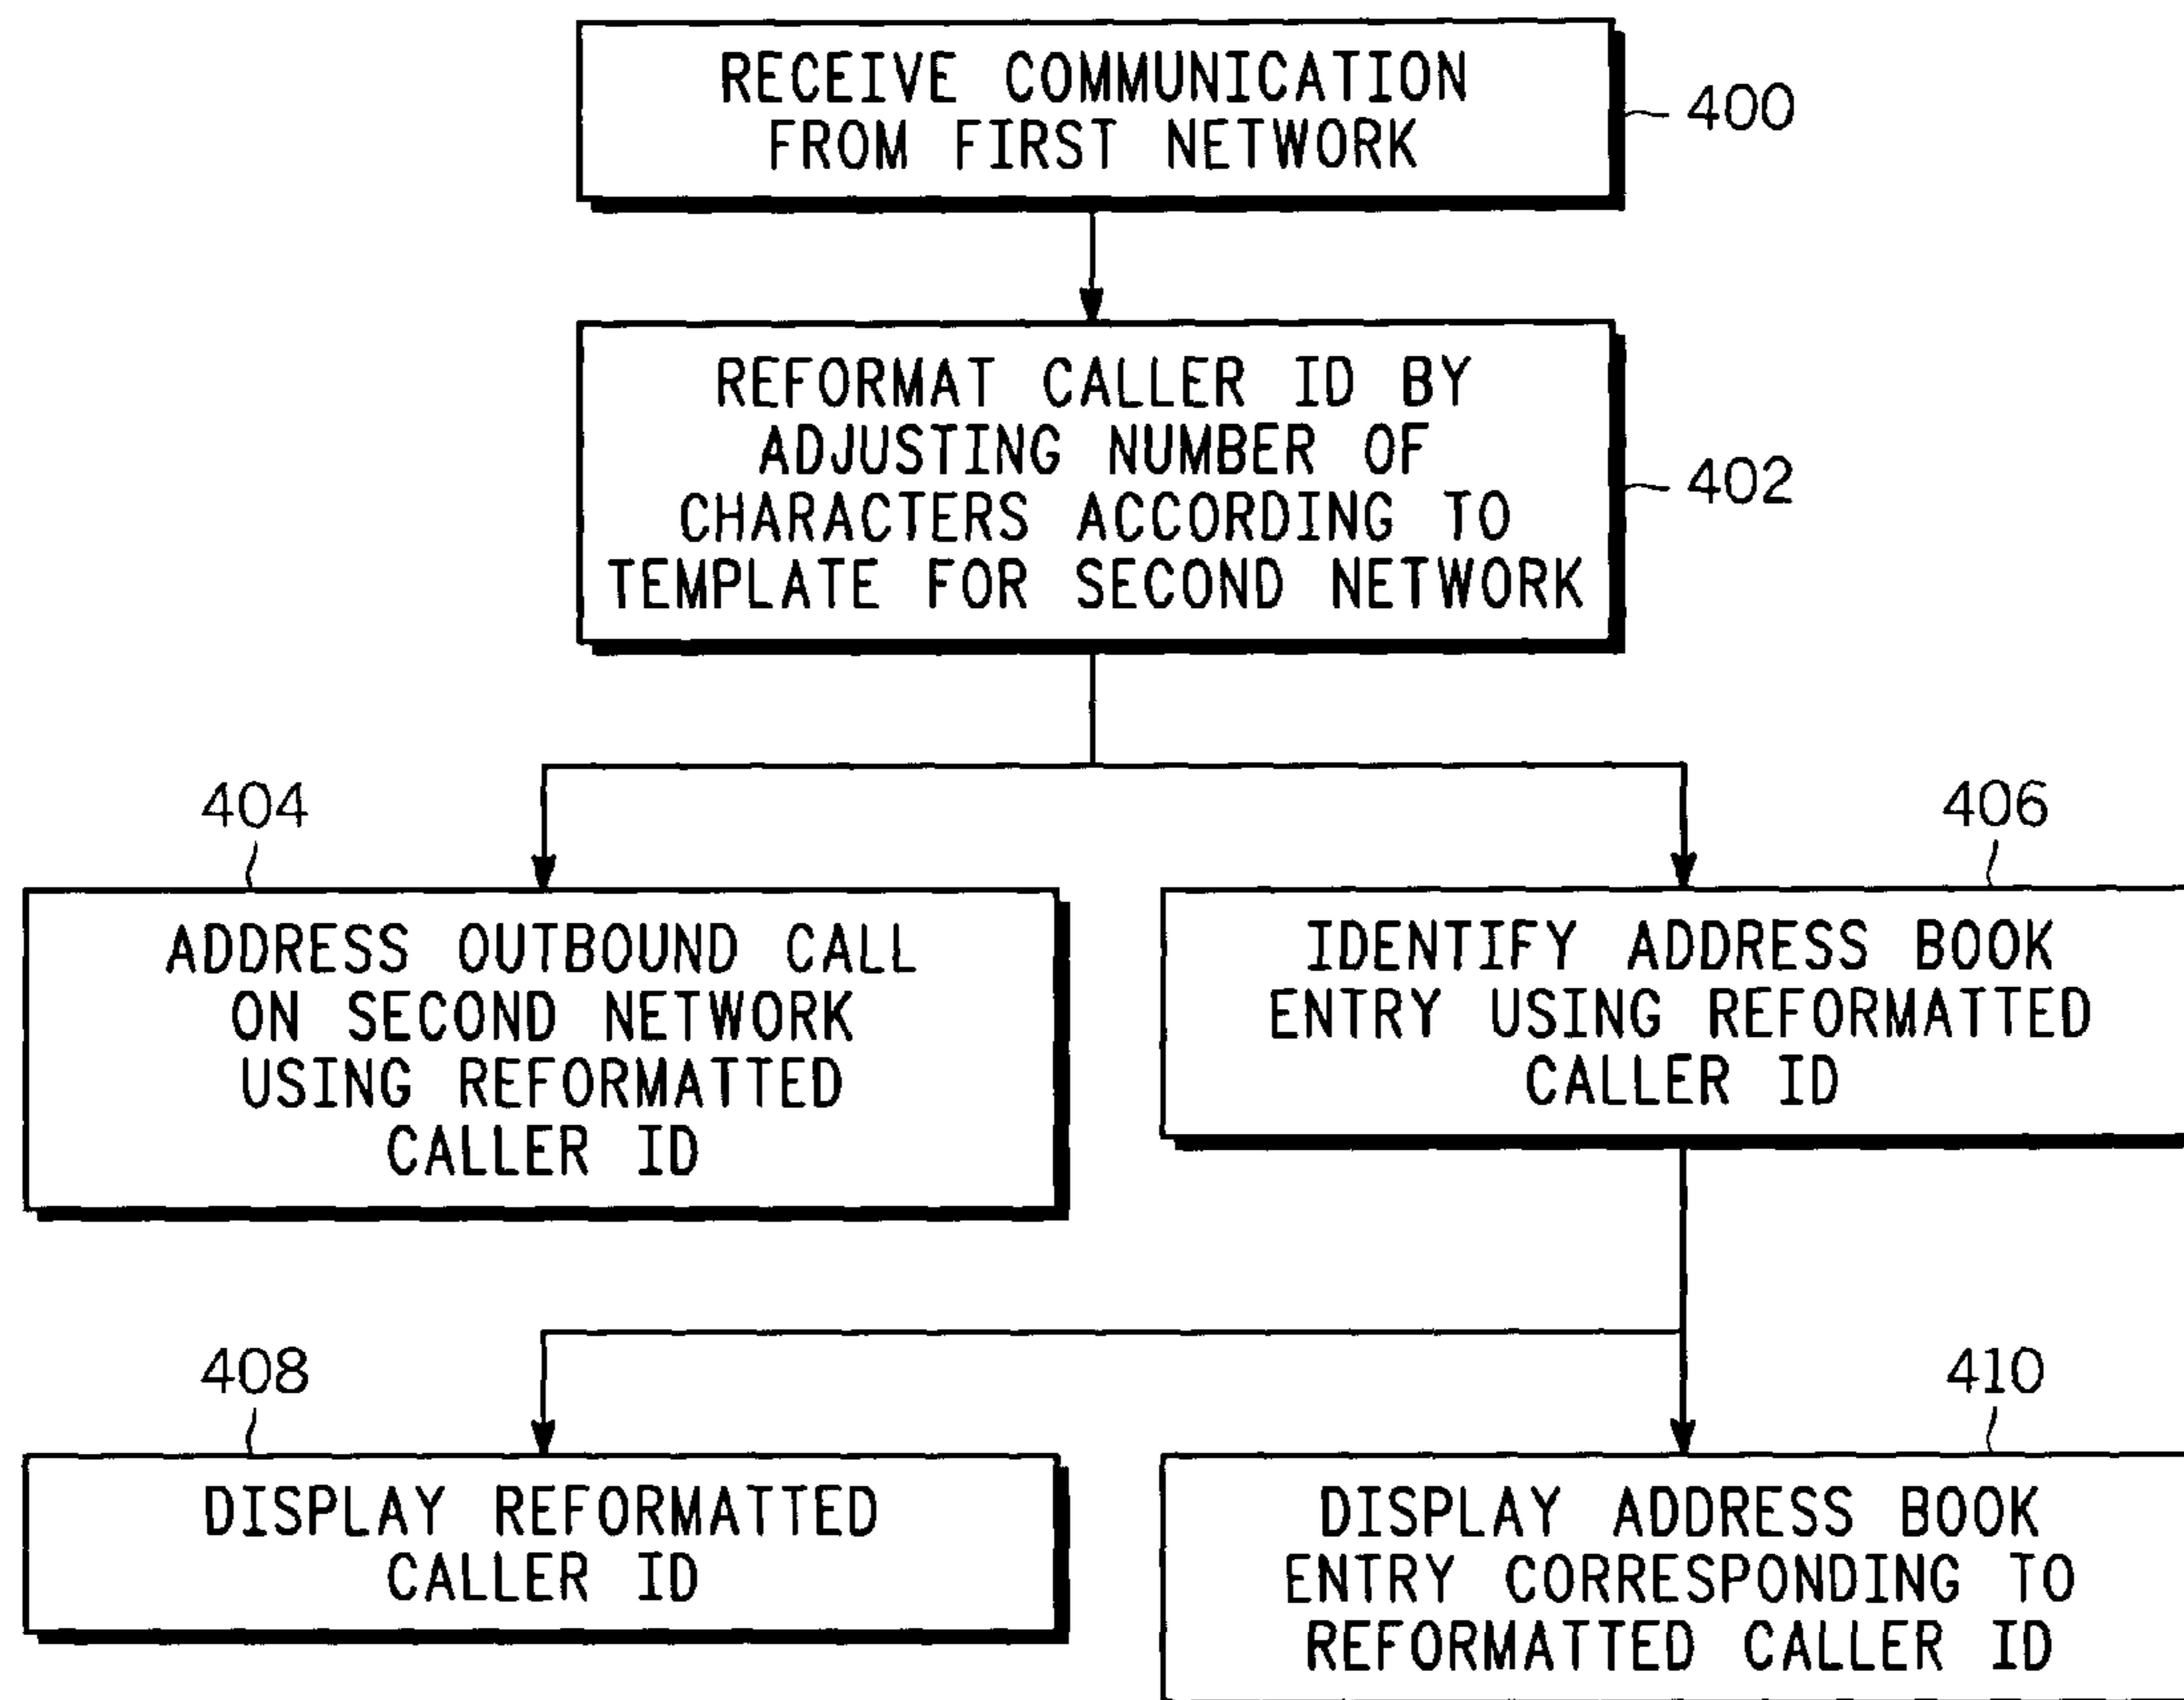 RECEIVE COMMUNICATION
FROM FIRST NETWORK
400
REFORMAT CALLER ID BY
ADJUSTING NUMBER OF
CHARACTERS ACCORDING TO
TEMPLATE FOR SECOND NETWORK
402
404
ADDRESS OUTBOUND CALL
ON SECOND NETWORK
USING REFORMATTED
CALLER ID
406
IDENTIFY ADDRESS BOOK
ENTRY USING REFORMATTED
CALLER ID
408
DISPLAY REFORMATTED
CALLER ID
410
DISPLAY ADDRESS BOOK
ENTRY CORRESPONDING TO
REFORMATTED CALLER ID